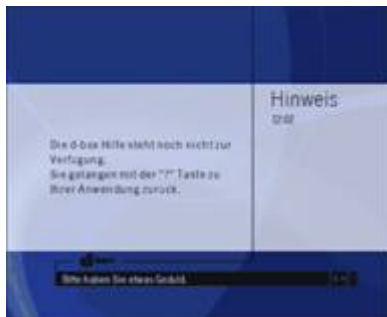 Hinweis
Die d-box Hilfe steht noch nicht zur
Verfügung.
Sie gelangen mit der "?" Taste zu
Ihrer Anwendung zurück.
Bitte haben Sie etwas Geduld.